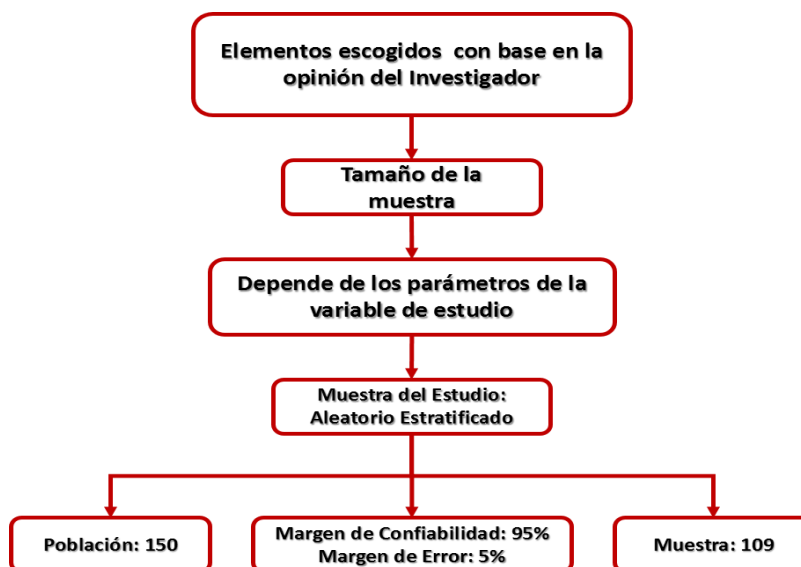 Elementos escogidos con base en la
opinión del Investigador
Tamaño de la
muestra
Depende de los parámetros de la
variable de estudio
Muestra del Estudio:
Aleatorio Estratificado
Población: 150
Margen de Confiabilidad: 95%
Margen de Error: 5%
Muestra: 109